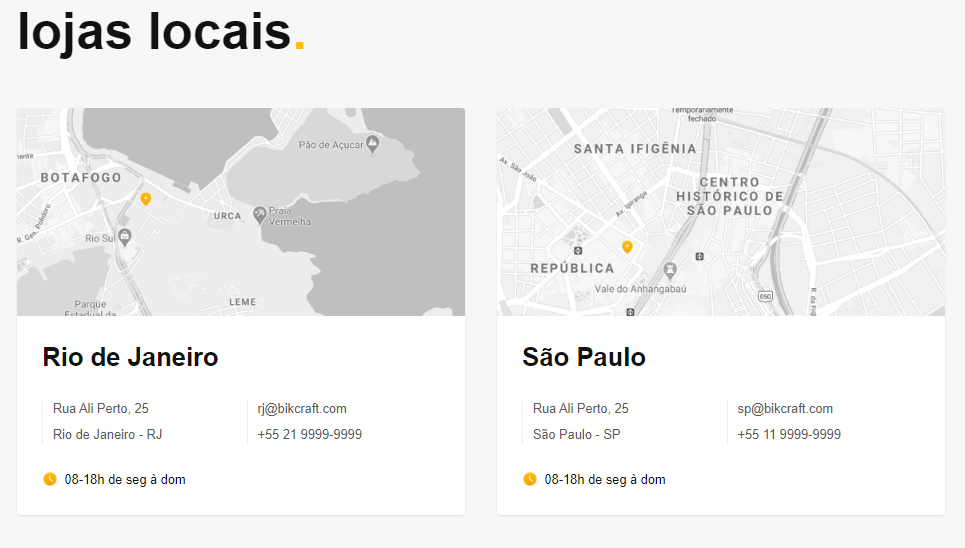 lojas locais.
Pão de Açucar
mente
BOTAFOGO
R. Gen. Polidoro
URCA
Praia
Vermelha
Rio Sul
LEME
Parque
Estadual da
Temporariamente
fechado
SANTA IFIGÊNIA
Av. São João
CENTRO
HISTÓRICO DE
SÃO PAULO
Av. Ipiranga
REPÚBLICA
Vale do Anhangabaú
050
R. da Fig
Rio de Janeiro
Rua Ali Perto, 25
Rio de Janeiro - RJ
rj@bikcraft.com
+55 21 9999-9999
08-18h de seg à dom
São Paulo
Rua Ali Perto, 25
São Paulo - SP
sp@bikcraft.com
+55 11 9999-9999
08-18h de seg à dom